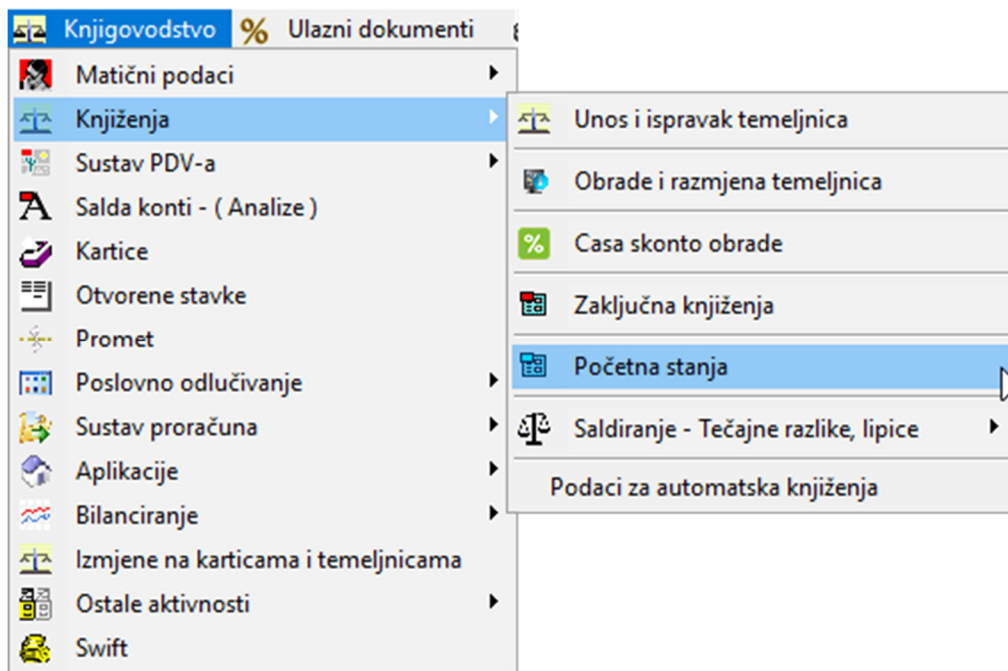 Knjigovodstvo % Ulazni dokumenti
Matični podaci
Knjiženja
Sustav PDV-a
Salda konti - ( Analize )
Kartice
Otvorene stavke
Promet
Poslovno odlučivanje
Sustav proračuna
Aplikacije
Bilanciranje
Izmjene na karticama i temeljnicama
Ostale aktivnosti
Swift
Unos i ispravak temeljnica
Obrade i razmjena temeljnica
% Casa skonto obrade
Zaključna knjiženja
Početna stanja
Saldiranje - Tečajne razlike, lipice
Podaci za automatska knjiženja